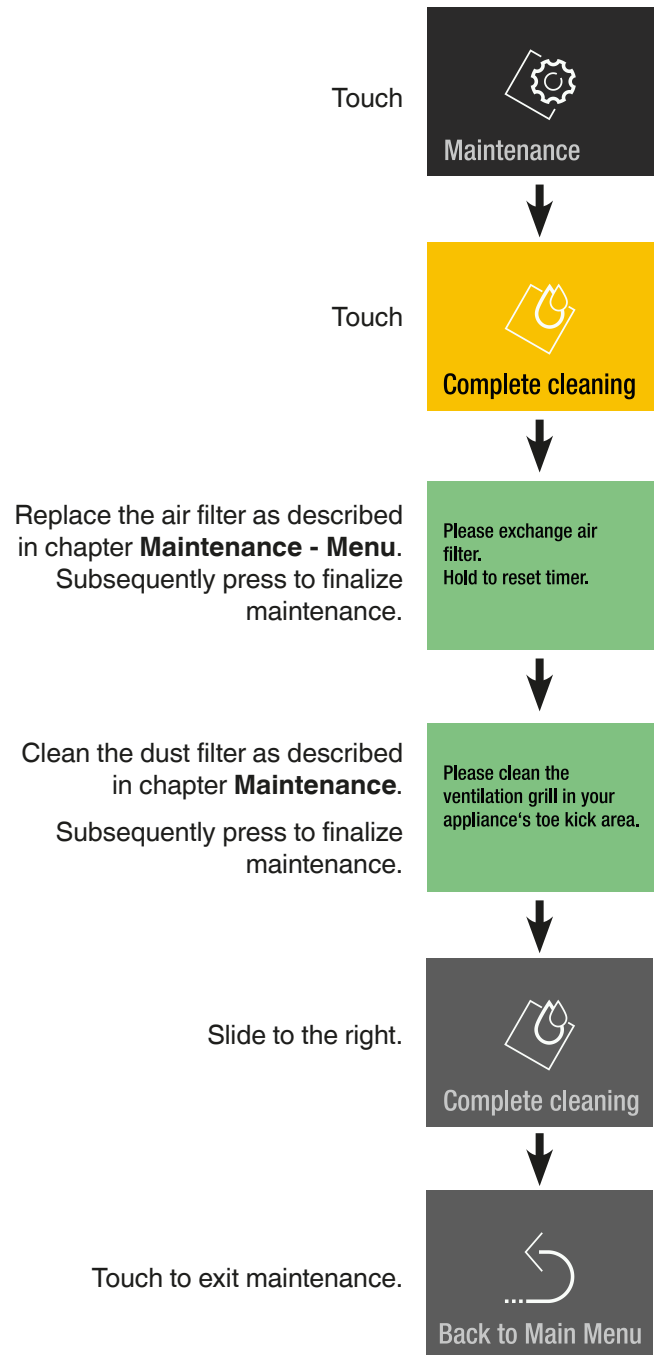 Touch
Maintenance
Touch
Complete cleaning
Replace the air filter as described
in chapter Maintenance - Menu.
Subsequently press to finalize
maintenance.
Please exchange air
filter.
Hold to reset timer.
Clean the dust filter as described
in chapter Maintenance.
Subsequently press to finalize
maintenance.
Please clean the
ventilation grill in your
appliance‘s toe kick area.
Slide to the right.
Complete cleaning
Touch to exit maintenance.
Back to Main Menu